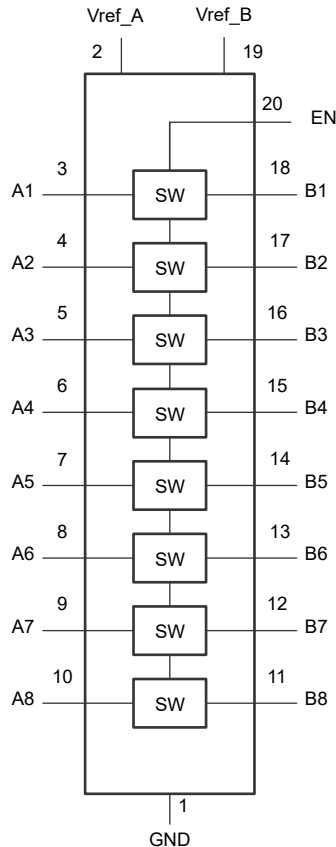 Vref_A Vref_B
2 19
20 EN
3 18
A1 SW B1
4 17
A2 SW B2
5 16
A3 SW B3
6 15
A4 SW B4
7 14
A5 SW B5
8 13
A6 SW B6
9 12
A7 SW B7
10 11
A8 SW B8
1
GND